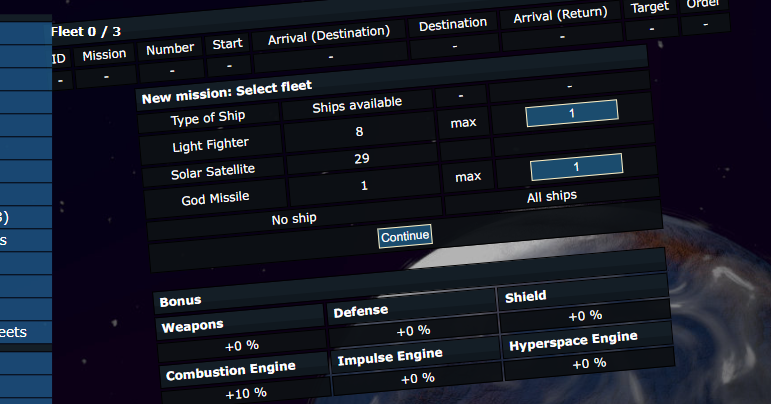 Fleet 0 / 3
ID Mission Number Start Arrival (Destination) Destination Arrival (Return) Target Order
- - - - - - - - -
New mission: Select fleet
Type of Ship Ships available - -
Light Fighter 8 max 1
Solar Satellite 29
God Missile 1 max 1
No ship All ships
Continue
Bonus
Weapons Defense Shield
+0 % +0 % +0 %
Combustion Engine Impulse Engine Hyperspace Engine
+10 % +0 % +0 %
3)
s
eets